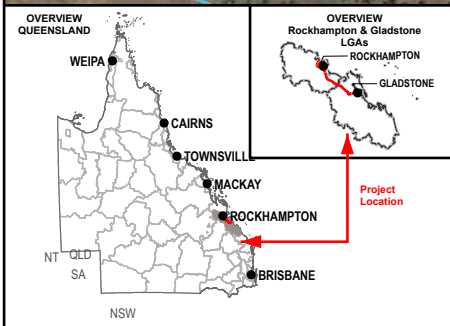 OVERVIEW
QUEENSLAND
WEIPA
CAIRNS
TOWNSVILLE
MACKAY
ROCKHAMPTON
BRISBANE
NT
QLD
SA
NSW
OVERVIEW
Rockhampton & Gladstone
LGAs
ROCKHAMPTON
GLADSTONE
Project
Location